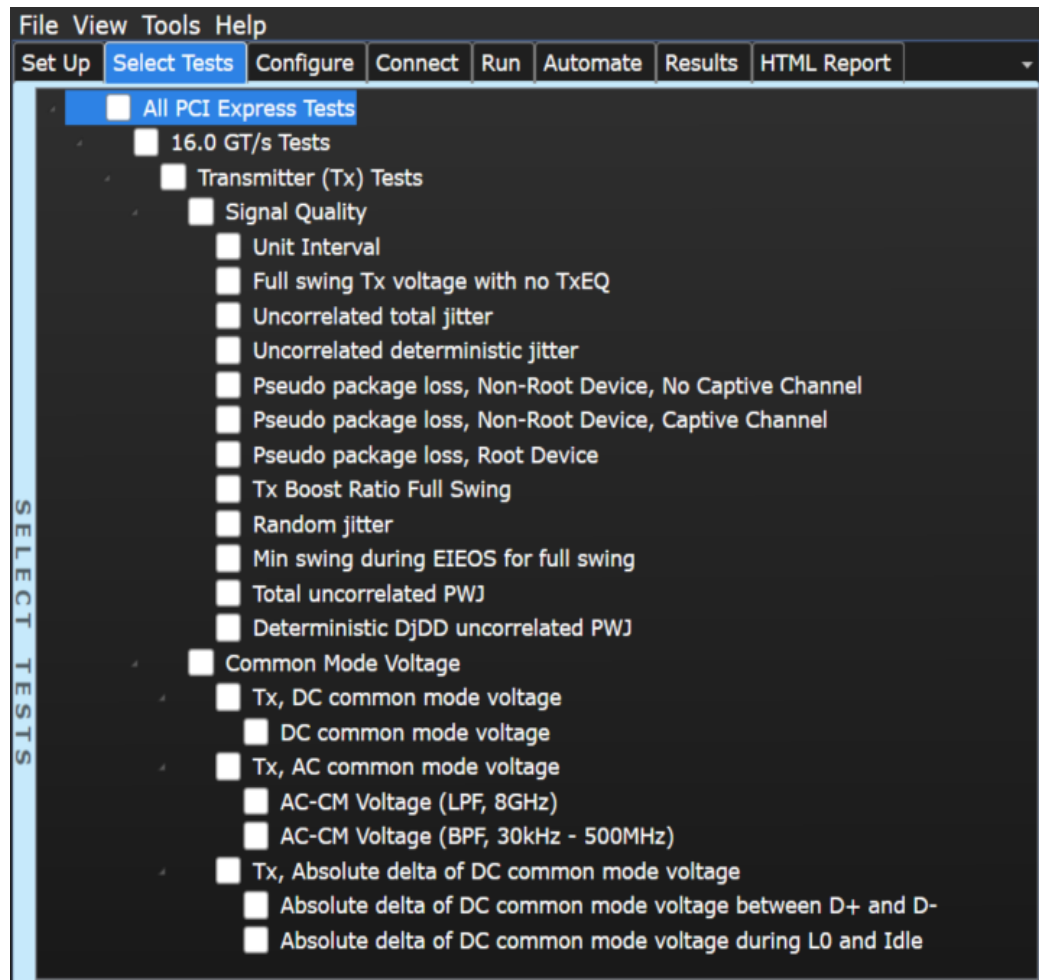 File View Tools Help
Set Up Select Tests Configure Connect Run Automate Results HTML Report
All PCI Express Tests
16.0 GT/s Tests
Transmitter (Tx) Tests
Signal Quality
Unit Interval
Full swing Tx voltage with no TxEQ
Uncorrelated total jitter
Uncorrelated deterministic jitter
Pseudo package loss, Non-Root Device, No Captive Channel
Pseudo package loss, Non-Root Device, Captive Channel
Pseudo package loss, Root Device
Tx Boost Ratio Full Swing
Random jitter
Min swing during EIEOS for full swing
Total uncorrelated PWJ
Deterministic DjDD uncorrelated PWJ
Common Mode Voltage
Tx, DC common mode voltage
DC common mode voltage
Tx, AC common mode voltage
AC-CM Voltage (LPF, 8GHz)
AC-CM Voltage (BPF, 30kHz - 500MHz)
Tx, Absolute delta of DC common mode voltage
Absolute delta of DC common mode voltage between D+ and D-
Absolute delta of DC common mode voltage during L0 and Idle
SELECT TESTS